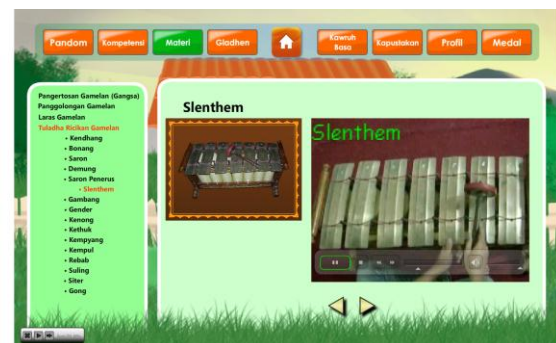 Pandom
Kompetensi
Materi
Gladhen
Kawruh
Basa
Kapustakan
Profil
Medal
Pangertosan Gamelan (Gangsa)
Panggolongan Gamelan
Laras Gamelan
Tuladha Ricikan Gamelan
• Kendhang
• Bonang
• Saron
• Demung
• Saron Penerus
• Slenthem
• Gambang
• Gender
• Kenong
• Kethuk
• Kempyang
• Kempul
• Rebab
• Suling
• Siter
• Gong
Slenthem
Slenthem